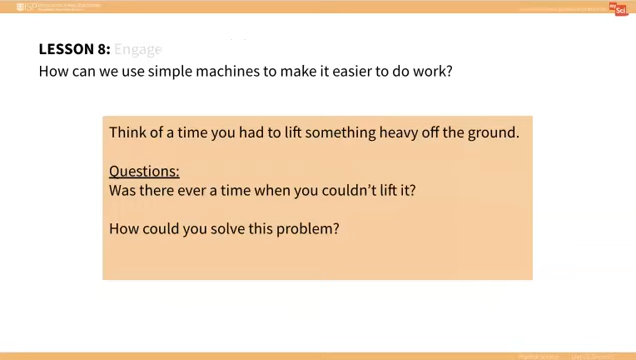 My Sci
LESSON 8: Engage
How can we use simple machines to make it easier to do work?
Think of a time you had to lift something heavy off the ground.
Questions:
Was there ever a time when you couldn't lift it?
How could you solve this problem?